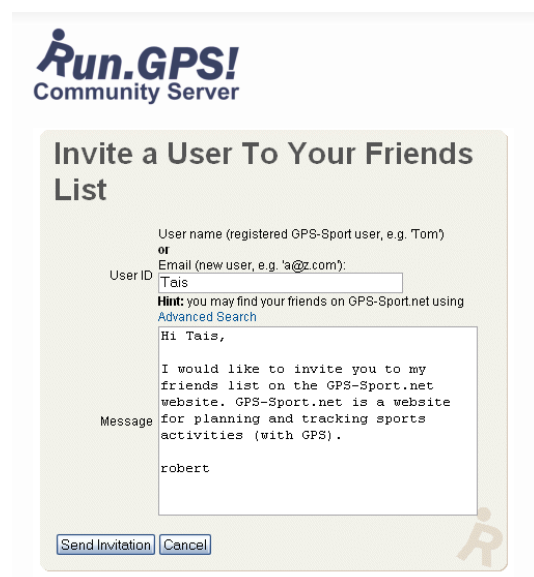 Run.GPS!
Community Server
Invite a User To Your Friends
List
User name (registered GPS-Sport user, e.g. 'Tom')
or
Email (new user, e.g. 'a@z.com'):
User ID
Tais
Hint: you may find your friends on GPS-Sport.net using
Advanced Search
Message
Hi Tais,
I would like to invite you to my
friends list on the GPS-Sport.net
website. GPS-Sport.net is a website
for planning and tracking sports
activities (with GPS).
robert
Send Invitation Cancel